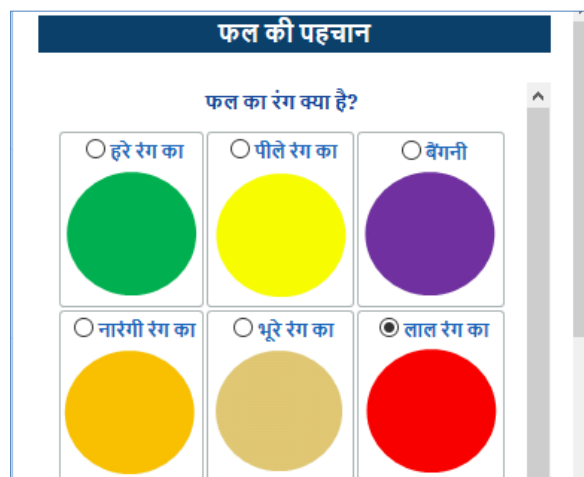 फल की पहचान
फल का रंग क्या है?
हरे रंग का
पीले रंग का
बैंगनी
नारंगी रंग का
भूरे रंग का
लाल रंग का